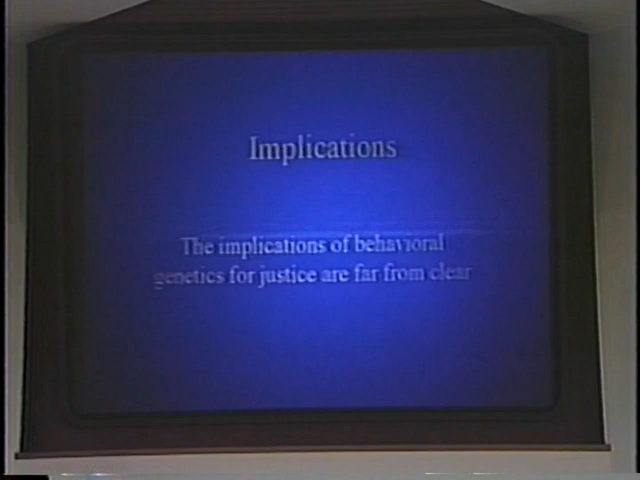 Implications
The implications of behavioral
genetics for justice are far from clear